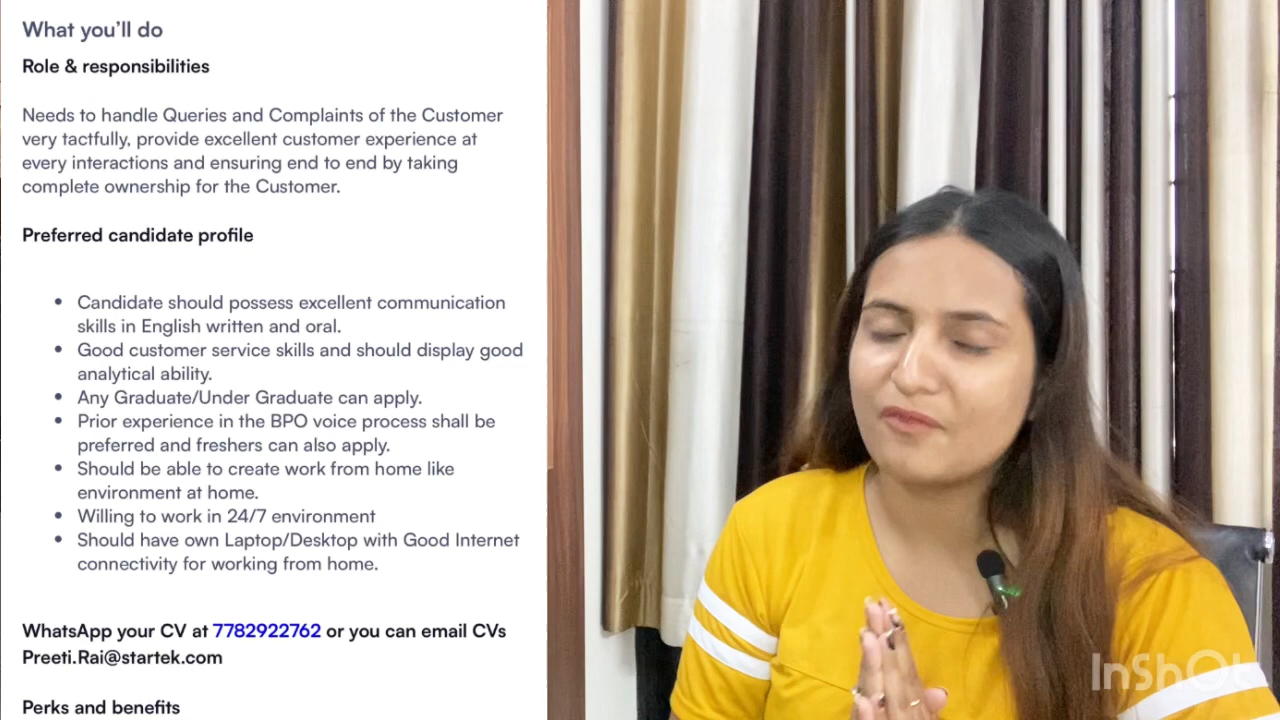 What you'll do
Role & responsibilities
Needs to handle Queries and Complaints of the Customer
very tactfully, provide excellent customer experience at
every interactions and ensuring end to end by taking
complete ownership for the Customer.
Preferred candidate profile
• Candidate should possess excellent communication
skills in English written and oral.
• Good customer service skills and should display good
analytical ability.
• Any Graduate/Under Graduate can apply.
• Prior experience in the BPO voice process shall be
preferred and freshers can also apply.
• Should be able to create work from home like
environment at home.
• Willing to work in 24/7 environment
• Should have own Laptop/Desktop with Good Internet
connectivity for working from home.
WhatsApp your CV at 7782922762 or you can email CVs
Preeti.Rai@startek.com
Perks and benefits
InShOt